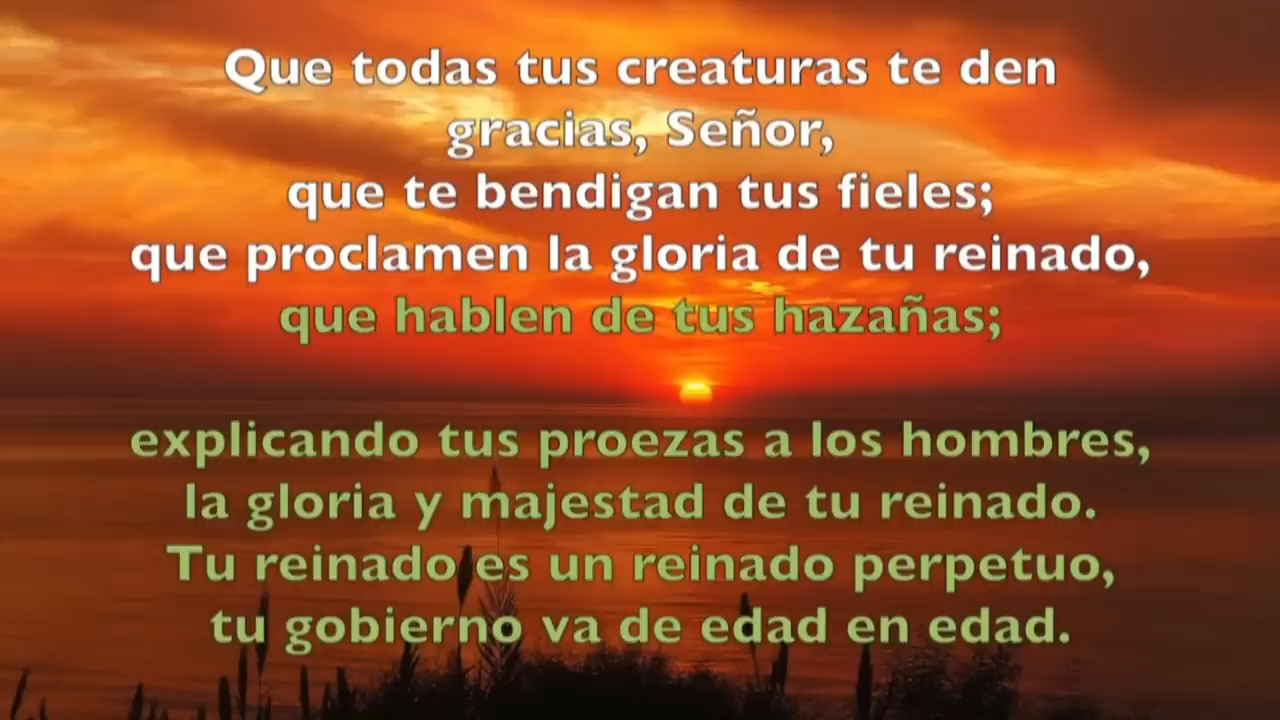 Que todas tus creaturas te den
gracias, Señor,
que te bendigan tus fieles;
que proclamen la gloria de tu reinado,
que hablen de tus hazañas;
explicando tus proezas a los hombres,
la gloria y majestad de tu reinado.
Tu reinado es un reinado perpetuo,
tu gobierno va de edad en edad.